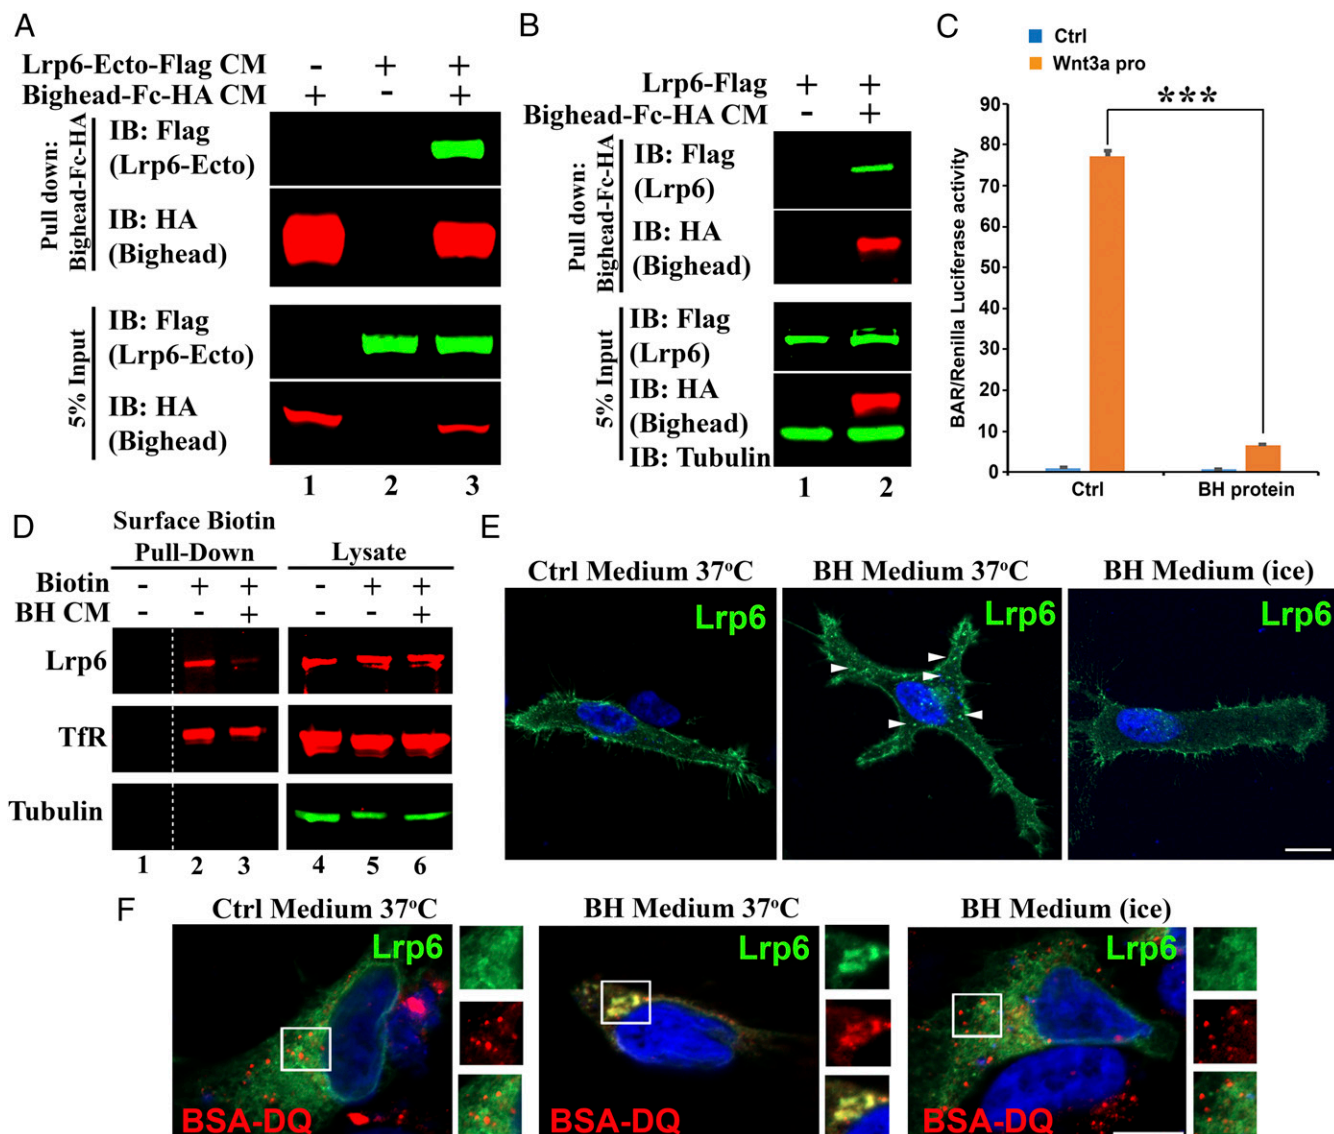 A
Lrp6-Ecto-Flag CM - + +
Bighead-Fc-HA CM + - +
Pull down:
Bighead-Fc-HA
IB: Flag
(Lrp6-Ecto)
IB: HA
(Bighead)
5% Input
IB: Flag
(Lrp6-Ecto)
IB: HA
(Bighead)
1 2 3
B
Lrp6-Flag + +
Bighead-Fc-HA CM - +
Pull down:
Bighead-Fc-HA
IB: Flag
(Lrp6)
IB: HA
(Bighead)
5% Input
IB: Flag
(Lrp6)
IB: HA
(Bighead)
IB: Tubulin
1 2
C
Ctrl
Wnt3a pro
***
BAR/Renilla Luciferase activity
90
80
70
60
50
40
30
20
10
0
Ctrl BH protein
D
Surface Biotin
Pull-Down Lysate
Biotin - + + - + +
BH CM - - + - - +
Lrp6
TfR
Tubulin
1 2 3 4 5 6
E
Ctrl Medium 37ºC BH Medium 37ºC BH Medium (ice)
Lrp6 Lrp6 Lrp6
F
Ctrl Medium 37ºC BH Medium 37ºC BH Medium (ice)
Lrp6 Lrp6 Lrp6
BSA-DQ BSA-DQ BSA-DQ